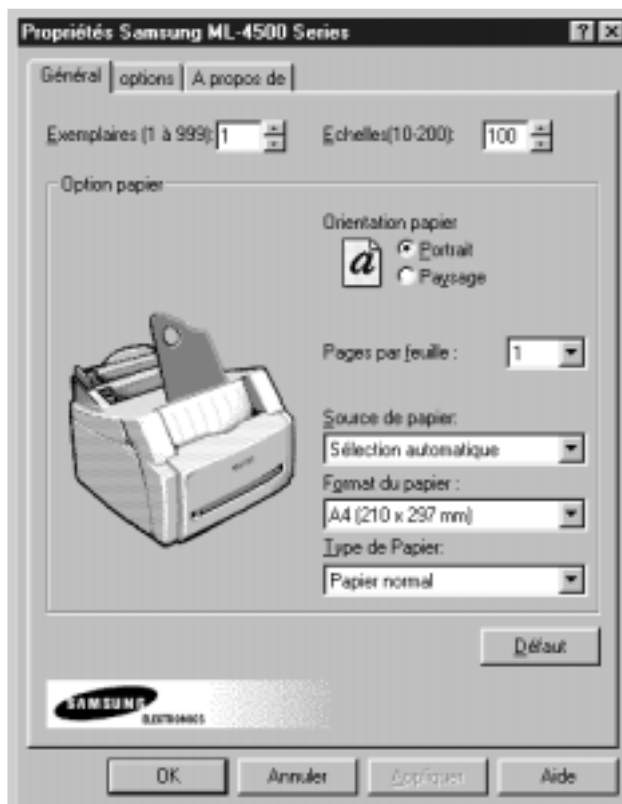 Propriétés Samsung ML-4500 Series
Général options A propos de
Exemplaires (1 à 999): 1 Echelles(10-200): 100
Option papier
Orientation papier
a
Portrait
Paysage
Pages par feuille : 1
Source de papier:
Sélection automatique
Format du papier :
A4 (210 x 297 mm)
Type de Papier:
Papier normal
Défaut
SAMSUNG
ELECTRONICS
OK Annuler Appliquer Aide